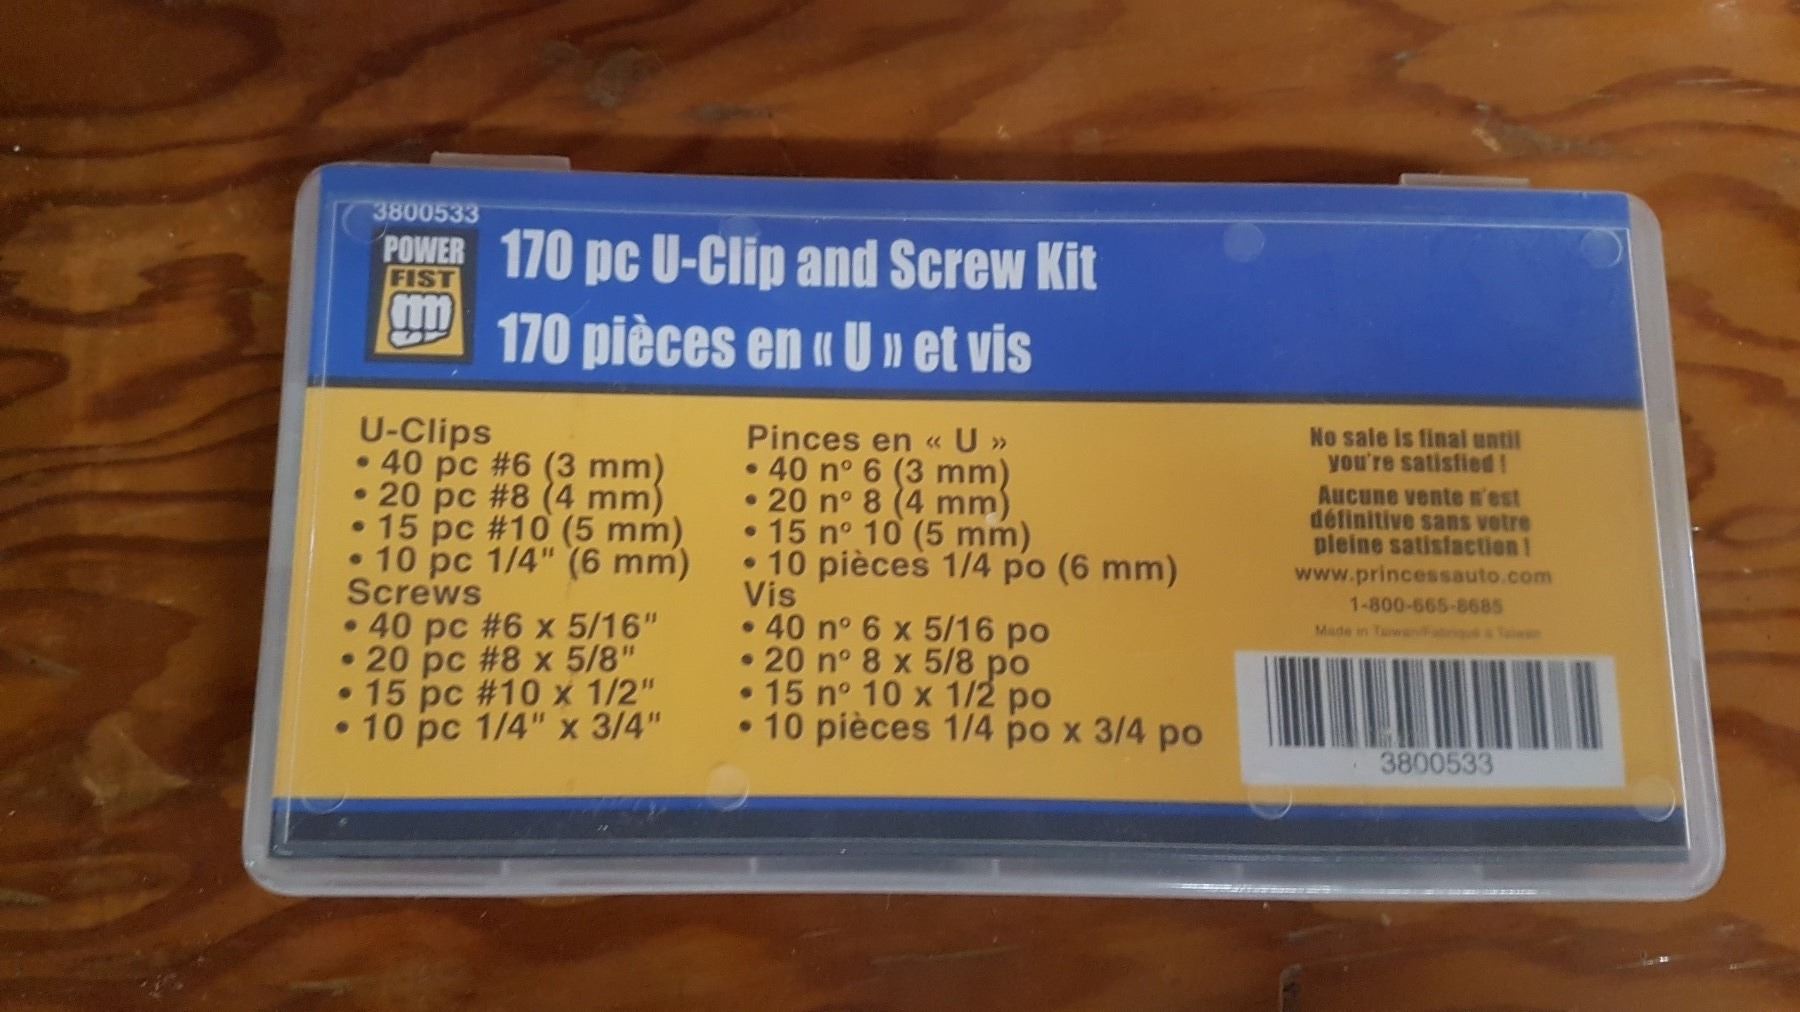 3800533
POWER
FIST
170 pc U-Clip and Screw Kit
170 pièces en « U » et vis
U-Clips
• 40 pc #6 (3 mm)
• 20 pc #8 (4 mm)
• 15 pc #10 (5 mm)
• 10 pc 1/4" (6 mm)
Screws
• 40 pc #6 x 5/16"
• 20 pc #8 x 5/8"
• 15 pc #10 x 1/2"
• 10 pc 1/4" x 3/4"
Pinces en « U »
• 40 nº 6 (3 mm)
• 20 nº 8 (4 mm)
• 15 nº 10 (5 mm)
• 10 pièces 1/4 po (6 mm)
Vis
• 40 nº 6 x 5/16 po
• 20 nº 8 x 5/8 po
• 15 nº 10 x 1/2 po
• 10 pièces 1/4 po x 3/4 po
No sale is final until
you're satisfied !
Aucune vente n'est
définitive sans votre
pleine satisfaction !
www.princessauto.com
1-800-665-8685
Made in Taiwan/Fabriqué à Taiwan
3800533